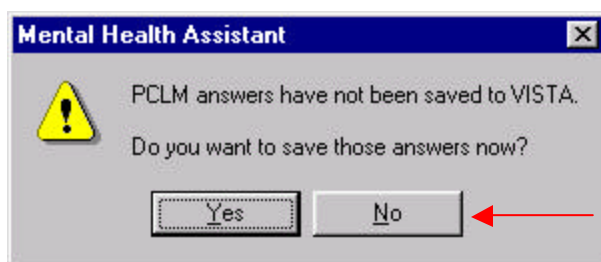 Mental Health Assistant
PCLM answers have not been saved to VISTA.
Do you want to save those answers now?
Yes No